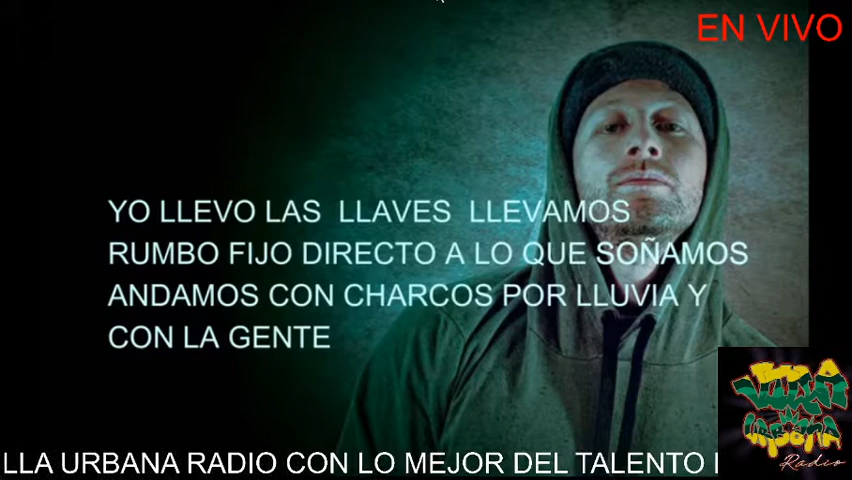 EN VIVO
YO LLEVO LAS LLAVES LLEVAMOS
RUMBO FIJO DIRECTO A LO QUE SOÑAMOS
ANDAMOS CON CHARCOS POR LLUVIA Y
CON LA GENTE
URBANA
Radio
LLA URBANA RADIO CON LO MEJOR DEL TALENTO